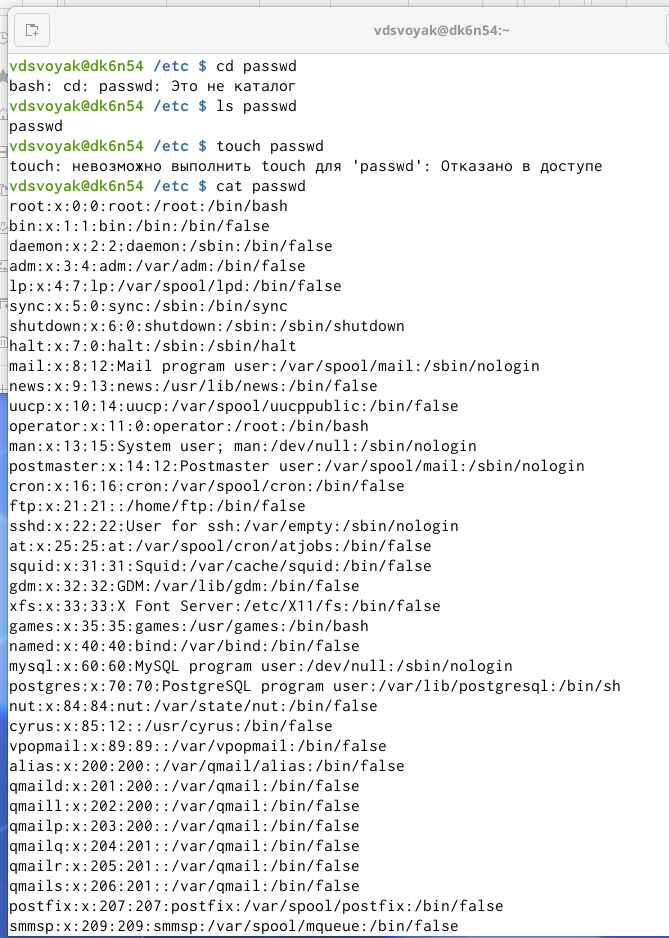 vdsvoyak@dk6n54:~
vdsvoyak@dk6n54 /etc $ cd passwd
bash: cd: passwd: Это не каталог
vdsvoyak@dk6n54 /etc $ ls passwd
passwd
vdsvoyak@dk6n54 /etc $ touch passwd
touch: невозможно выполнить touch для 'passwd': Отказано в доступе
vdsvoyak@dk6n54 /etc $ cat passwd
root:x:0:0:root:/root:/bin/bash
bin:x:1:1:bin:/bin:/bin/false
daemon:x:2:2:daemon:/sbin:/bin/false
adm:x:3:4:adm:/var/adm:/bin/false
lp:x:4:7:lp:/var/spool/lpd:/bin/false
sync:x:5:0:sync:/sbin:/bin/sync
shutdown:x:6:0:shutdown:/sbin:/sbin/shutdown
halt:x:7:0:halt:/sbin:/sbin/halt
mail:x:8:12:Mail program user:/var/spool/mail:/sbin/nologin
news:x:9:13:news:/usr/lib/news:/bin/false
uucp:x:10:14:uucp:/var/spool/uucppublic:/bin/false
operator:x:11:0:operator:/root:/bin/bash
man:x:13:15:System user; man:/dev/null:/sbin/nologin
postmaster:x:14:12:Postmaster user:/var/spool/mail:/sbin/nologin
cron:x:16:16:cron:/var/spool/cron:/bin/false
ftp:x:21:21::/home/ftp:/bin/false
sshd:x:22:22:User for ssh:/var/empty:/sbin/nologin
at:x:25:25:at:/var/spool/cron/atjobs:/bin/false
squid:x:31:31:Squid:/var/cache/squid:/bin/false
gdm:x:32:32:GDM:/var/lib/gdm:/bin/false
xfs:x:33:33:X Font Server:/etc/X11/fs:/bin/false
games:x:35:35:games:/usr/games:/bin/bash
named:x:40:40:bind:/var/bind:/bin/false
mysql:x:60:60:MySQL program user:/dev/null:/sbin/nologin
postgres:x:70:70:PostgreSQL program user:/var/lib/postgresql:/bin/sh
nut:x:84:84:nut:/var/state/nut:/bin/false
cyrus:x:85:12::/usr/cyrus:/bin/false
vpopmail:x:89:89::/var/vpopmail:/bin/false
alias:x:200:200::/var/qmail/alias:/bin/false
qmaild:x:201:200::/var/qmail:/bin/false
qmaill:x:202:200::/var/qmail:/bin/false
qmailp:x:203:200::/var/qmail:/bin/false
qmailq:x:204:201::/var/qmail:/bin/false
qmailr:x:205:201::/var/qmail:/bin/false
qmails:x:206:201::/var/qmail:/bin/false
postfix:x:207:207:postfix:/var/spool/postfix:/bin/false
smmsp:x:209:209:smmsp:/var/spool/mqueue:/bin/false